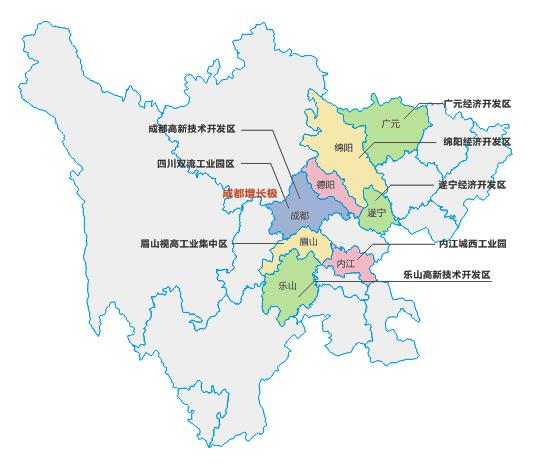 广元经济开发区
广元
成都高新技术开发区
绵阳
绵阳经济开发区
四川双流工业园区
德阳
遂宁经济开发区
成都增长极
成都
遂宁
眉山视高工业集中区
眉山
内江城西工业园
内江
乐山高新技术开发区
乐山